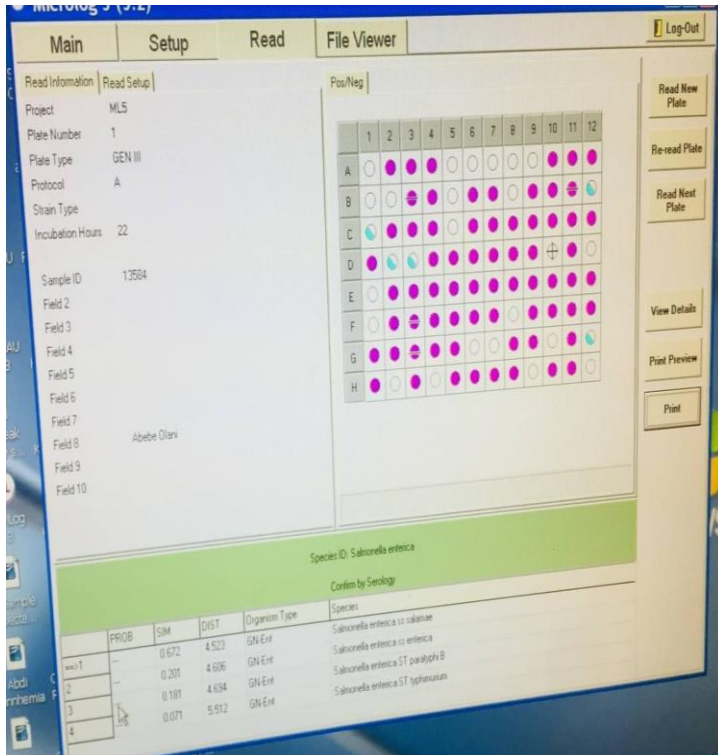 Microlog 3 (5.2)
Main Setup Read File Viewer
Log-Out
Read Information Read Setup
Pos/Neg
Project ML5
Plate Number 1
Plate Type GEN III
Protocol A
Strain Type
Incubation Hours 22
Sample ID 13584
Field 2
Field 3
Field 4
Field 5
Field 6
Field 7
Field 8 Abebe Olani
Field 9
Field 10
1 2 3 4 5 6 7 8 9 10 11 12
A
B
C
D
E
F
G
H
Read New
Plate
Re-read Plate
Read Next
Plate
View Details
Print Preview
Print
Species ID: Salmonella enterica
Confirm by Serology
PROB SIM DIST Organism Type Species
==>1 --- 0.672 4.523 GN-Ent Salmonella enterica ss salamae
2 --- 0.201 4.606 GN-Ent Salmonella enterica ss enterica
3 --- 0.181 4.694 GN-Ent Salmonella enterica ST paratyphi B
4 --- 0.071 5.512 GN-Ent Salmonella enterica ST typhimurium
Abdi